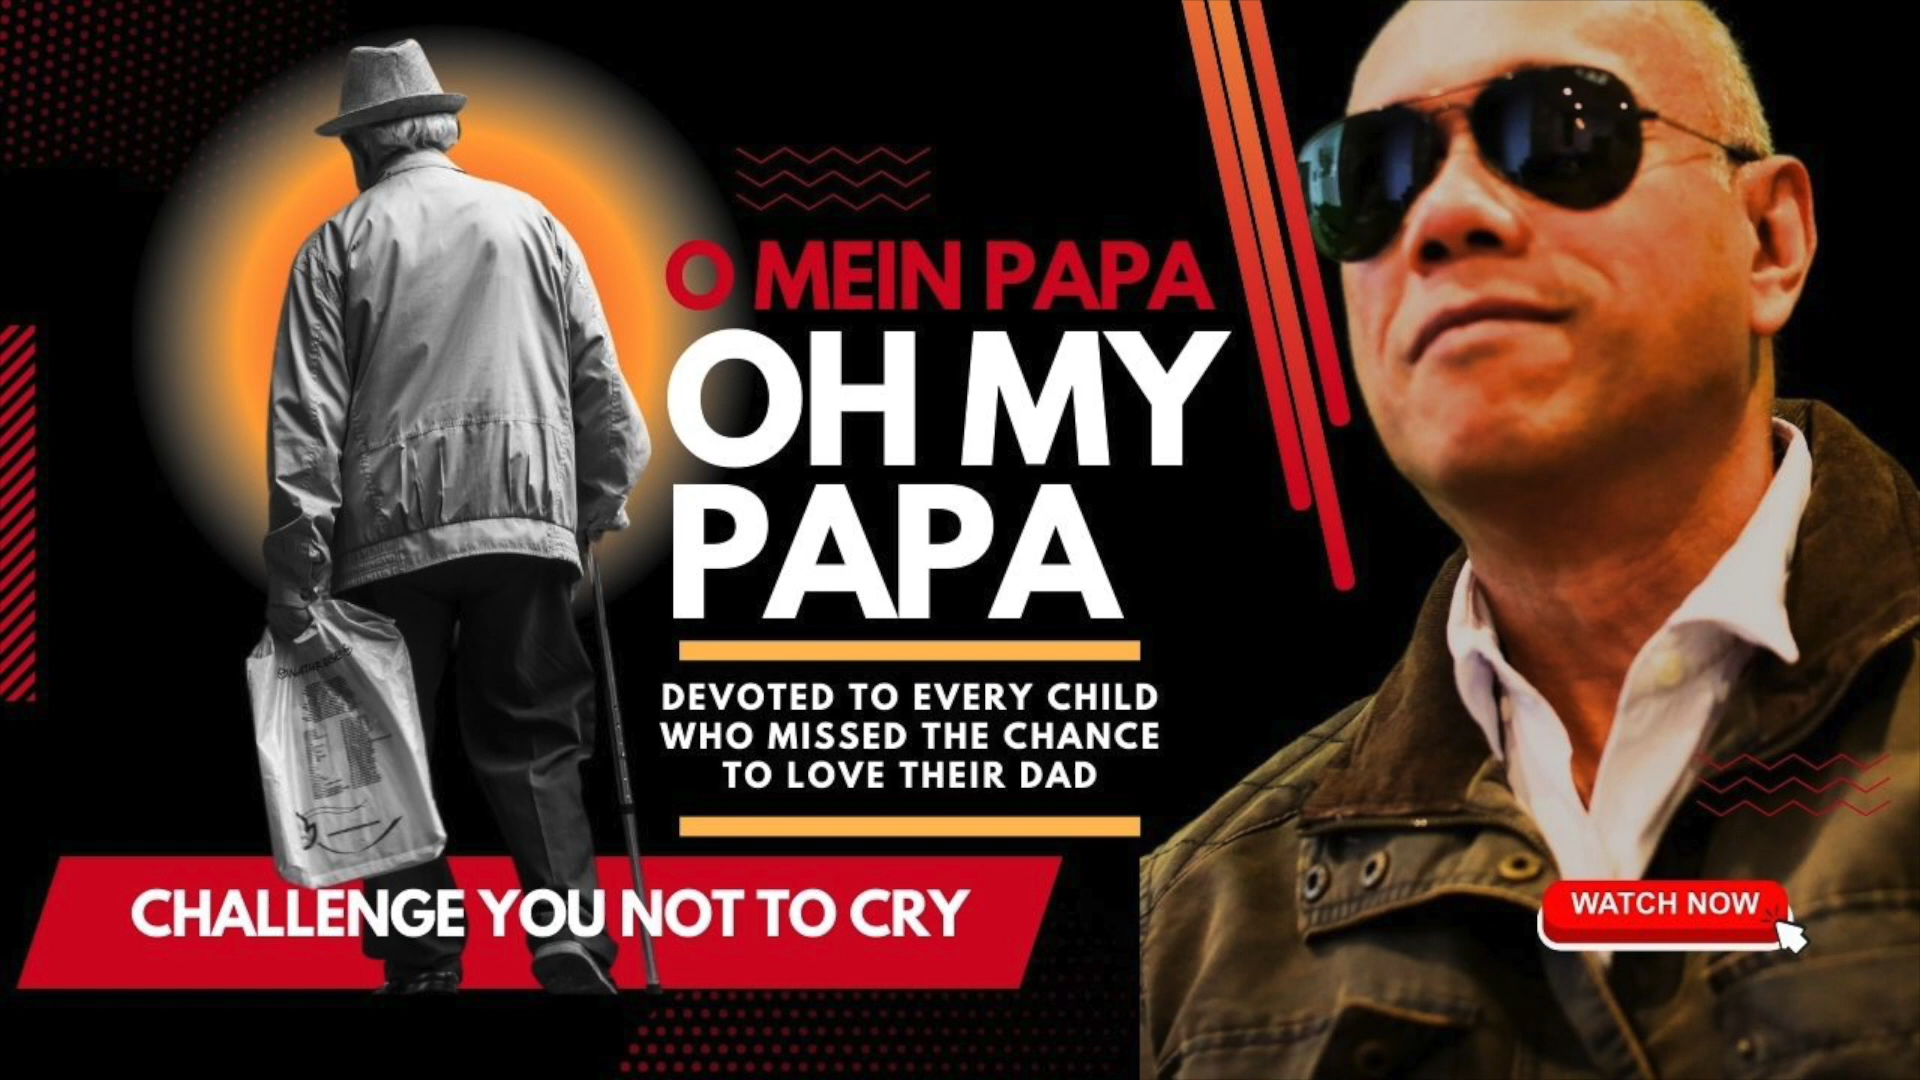 O MEIN PAPA
OH MY
PAPA
DEVOTED TO EVERY CHILD
WHO MISSED THE CHANCE
TO LOVE THEIR DAD
CHALLENGE YOU NOT TO CRY
WATCH NOW